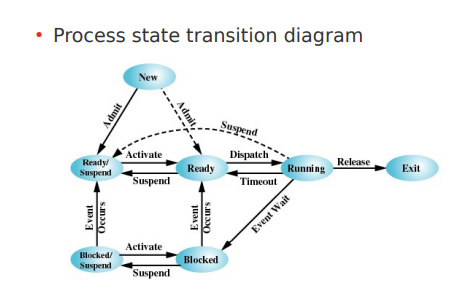 • Process state transition diagram
New
Admit
Admit
Suspend
Ready/
Suspend
Activate
Suspend
Ready
Dispatch
Timeout
Running
Release
Exit
Event
Occurs
Event
Occurs
Event Wait
Blocked/
Suspend
Activate
Suspend
Blocked